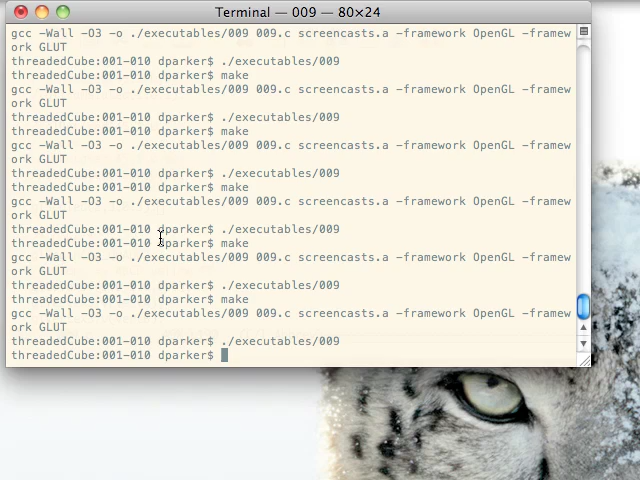 Terminal — 009 — 80×24
gcc -Wall -O3 -o ./executables/009 009.c screencasts.a -framework OpenGL -framew
ork GLUT
threadedCube:001-010 dparker$ ./executables/009
threadedCube:001-010 dparker$ make
gcc -Wall -O3 -o ./executables/009 009.c screencasts.a -framework OpenGL -framew
ork GLUT
threadedCube:001-010 dparker$ ./executables/009
threadedCube:001-010 dparker$ make
gcc -Wall -O3 -o ./executables/009 009.c screencasts.a -framework OpenGL -framew
ork GLUT
threadedCube:001-010 dparker$ ./executables/009
threadedCube:001-010 dparker$ make
gcc -Wall -O3 -o ./executables/009 009.c screencasts.a -framework OpenGL -framew
ork GLUT
threadedCube:001-010 dparker$ ./executables/009
threadedCube:001-010 dparker$ make
gcc -Wall -O3 -o ./executables/009 009.c screencasts.a -framework OpenGL -framew
ork GLUT
threadedCube:001-010 dparker$ ./executables/009
threadedCube:001-010 dparker$ make
gcc -Wall -O3 -o ./executables/009 009.c screencasts.a -framework OpenGL -framew
ork GLUT
threadedCube:001-010 dparker$ ./executables/009
threadedCube:001-010 dparker$